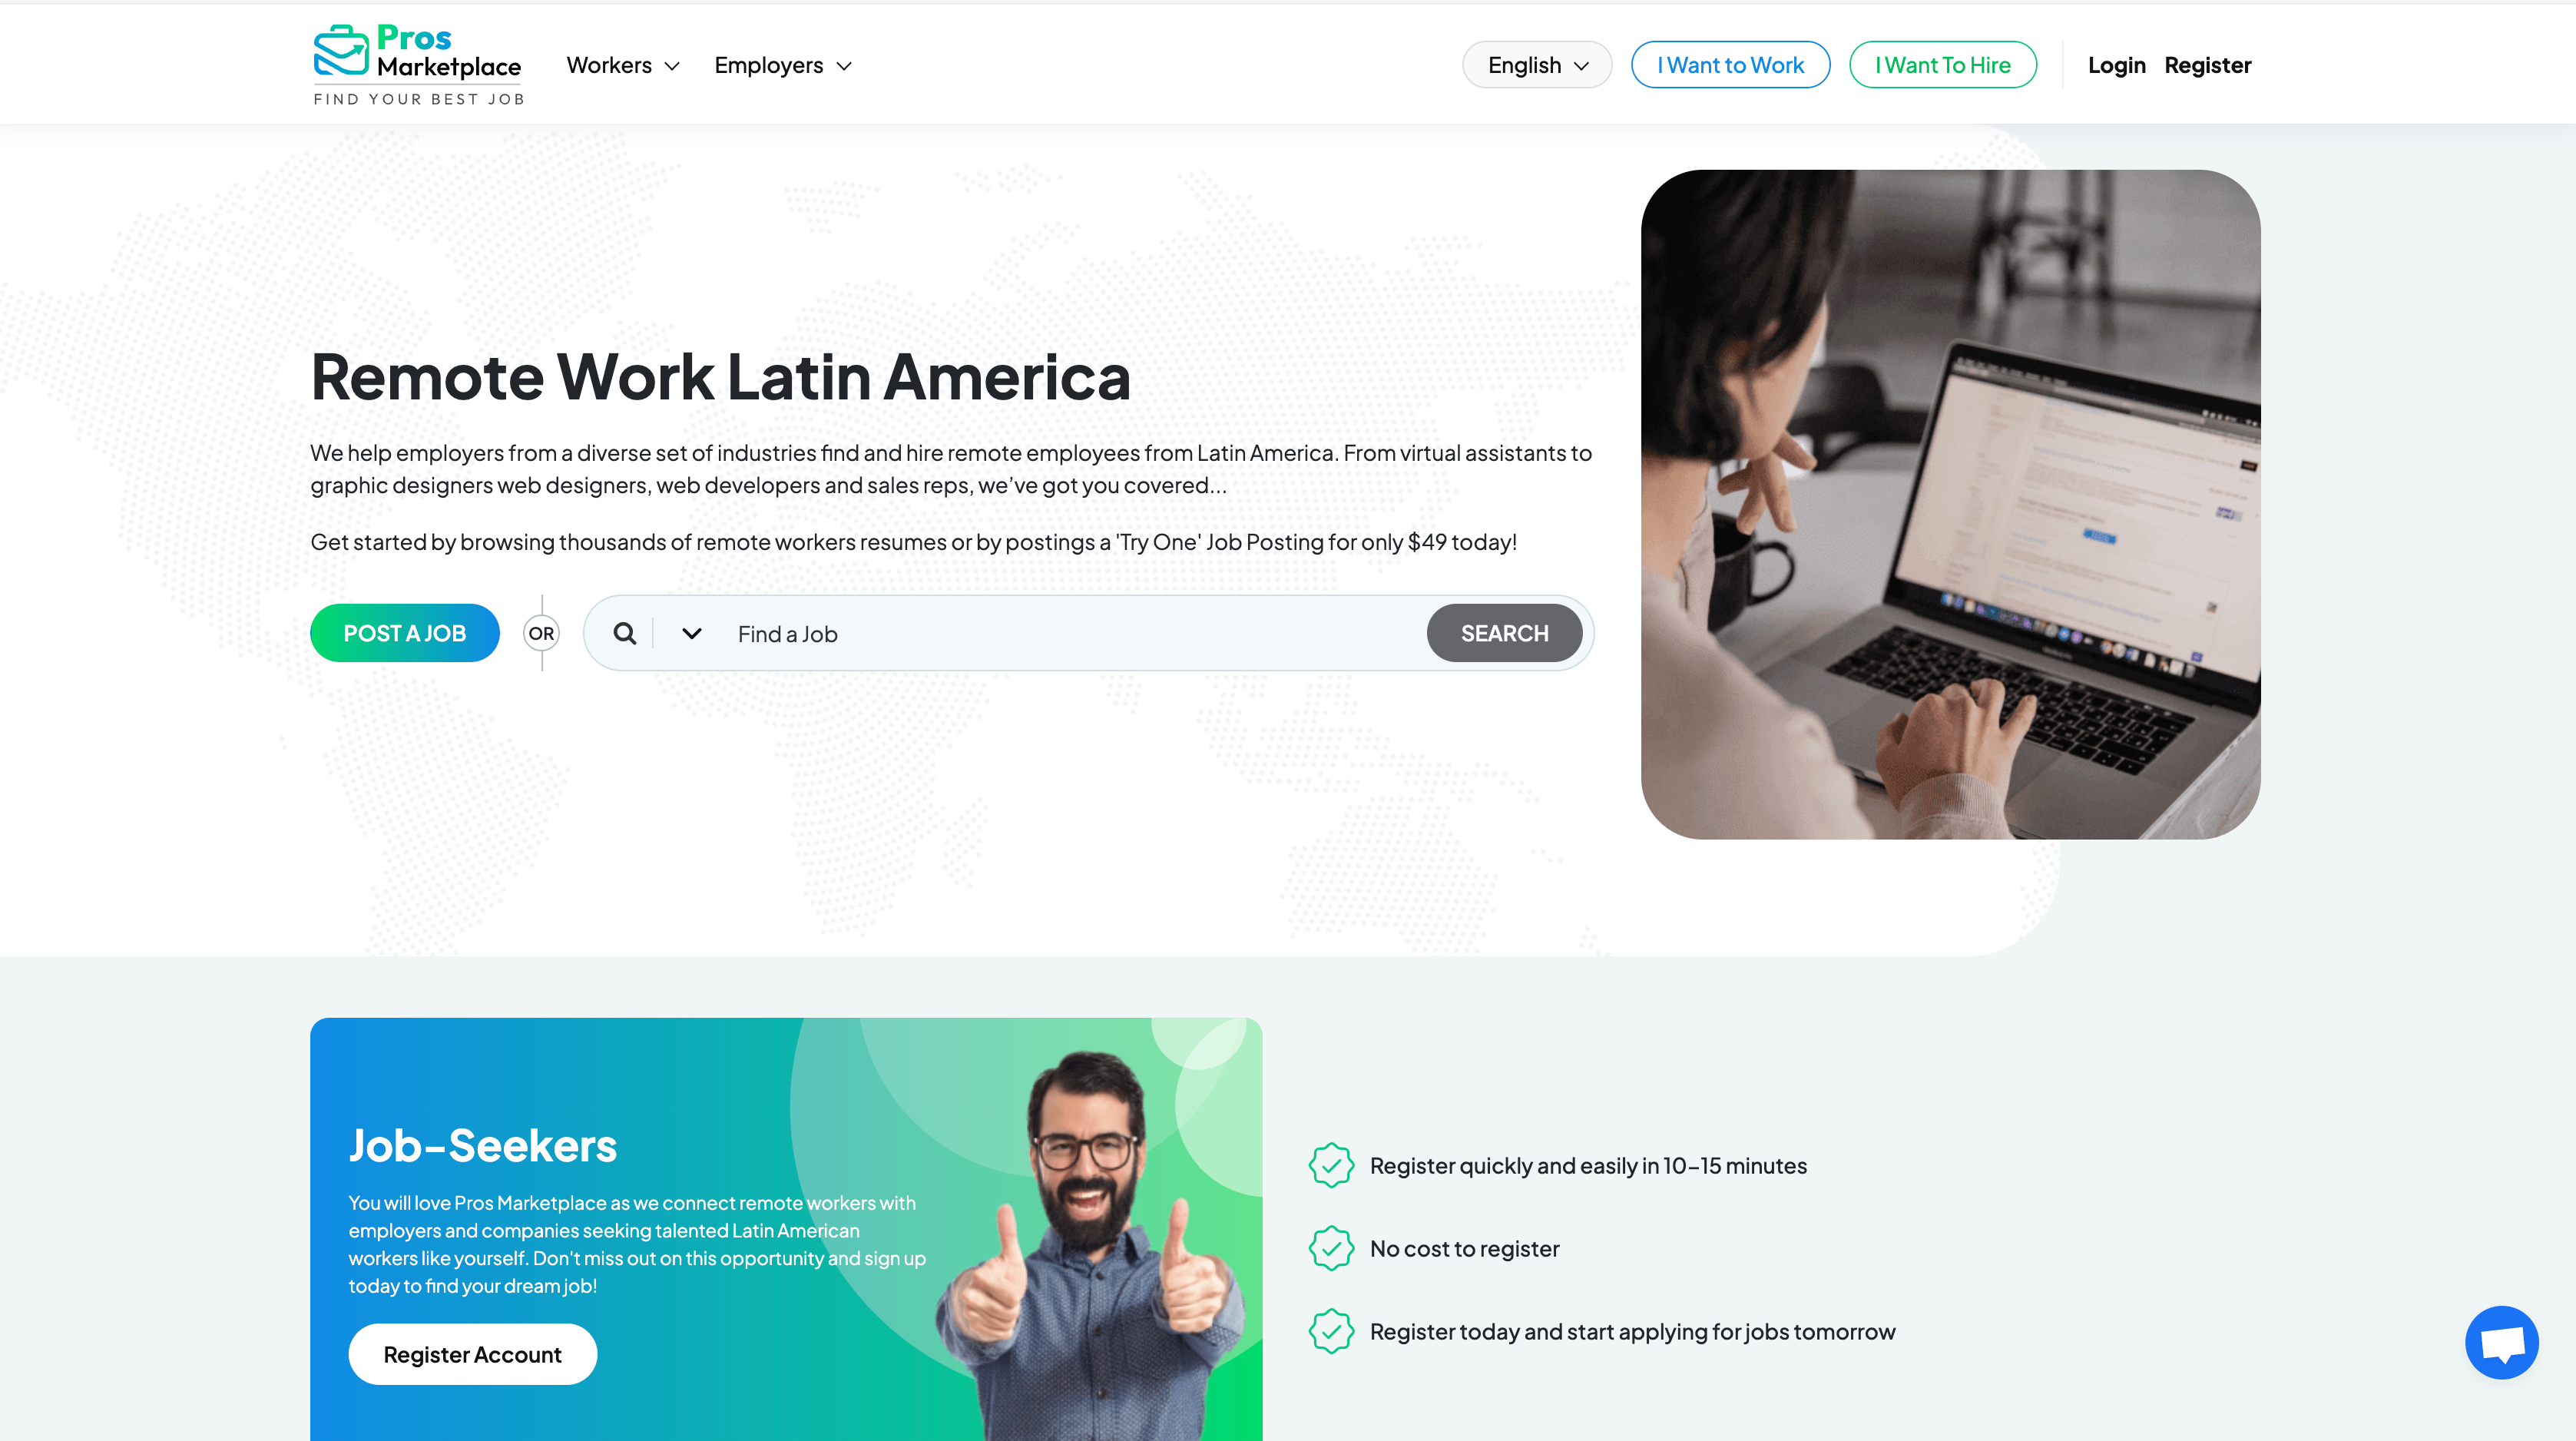 Pros
Marketplace
FIND YOUR BEST JOB
Workers
Employers
English
I Want to Work
I Want To Hire
Login
Register
Remote Work Latin America
We help employers from a diverse set of industries find and hire remote employees from Latin America. From virtual assistants to
graphic designers web designers, web developers and sales reps, we’ve got you covered...
Get started by browsing thousands of remote workers resumes or by postings a 'Try One' Job Posting for only $49 today!
POST A JOB
OR
Find a Job
SEARCH
Job-Seekers
You will love Pros Marketplace as we connect remote workers with
employers and companies seeking talented Latin American
workers like yourself. Don't miss out on this opportunity and sign up
today to find your dream job!
Register Account
Register quickly and easily in 10-15 minutes
No cost to register
Register today and start applying for jobs tomorrow